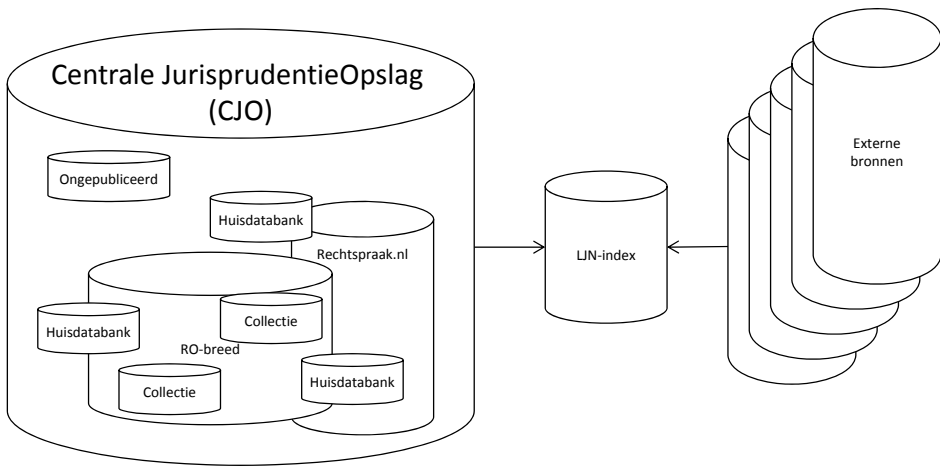 Centrale JurisprudentieOpslag
(CJO)
Ongepubliceerd
Huisdatabank
Rechtspraak.nl
Huisdatabank
Collectie
RO-breed
Collectie
Huisdatabank
LJN-index
Externe
bronnen